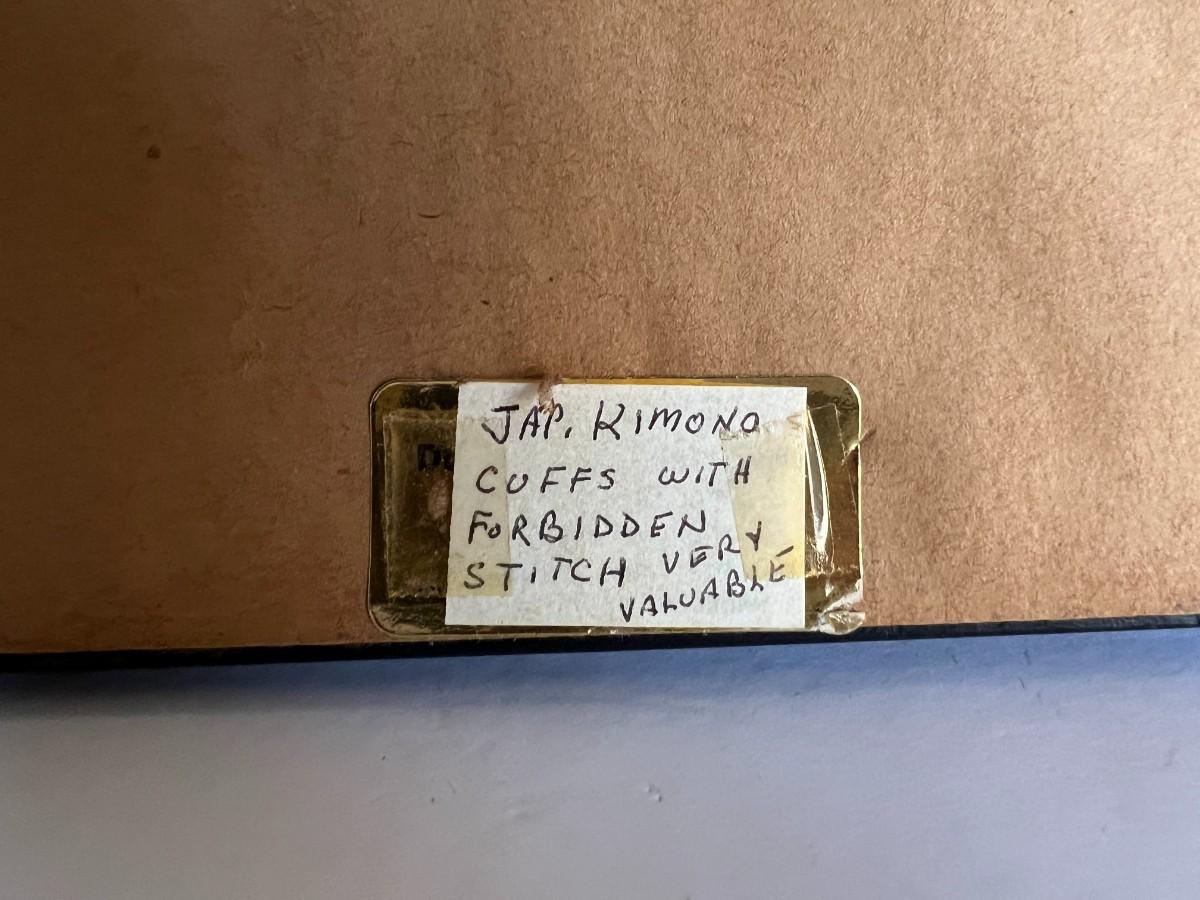 JAP. KIMONO
CUFFS WITH
FORBIDDEN
STITCH VERY
VALUABLE